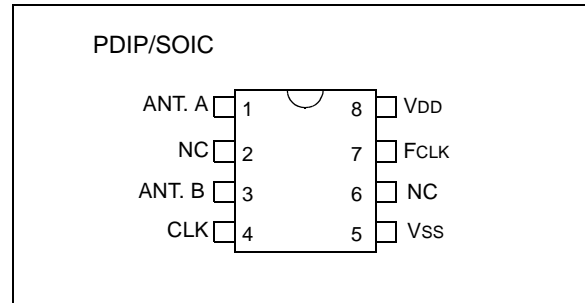 PDIP/SOIC
ANT. A 1 8 VDD
NC 2 7 FCLK
ANT. B 3 6 NC
CLK 4 5 VSS